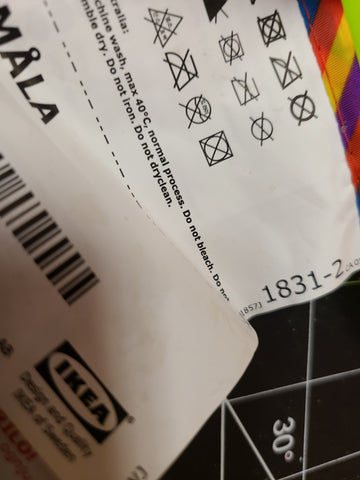 MÅLA
ralia:
chine wash, max 40°C, normal process. Do not bleach. Do
mble dry. Do not iron. Do not dryclean.
857]
1831-2
IKEA
Design and Quality
IKEA of Sweden
30°